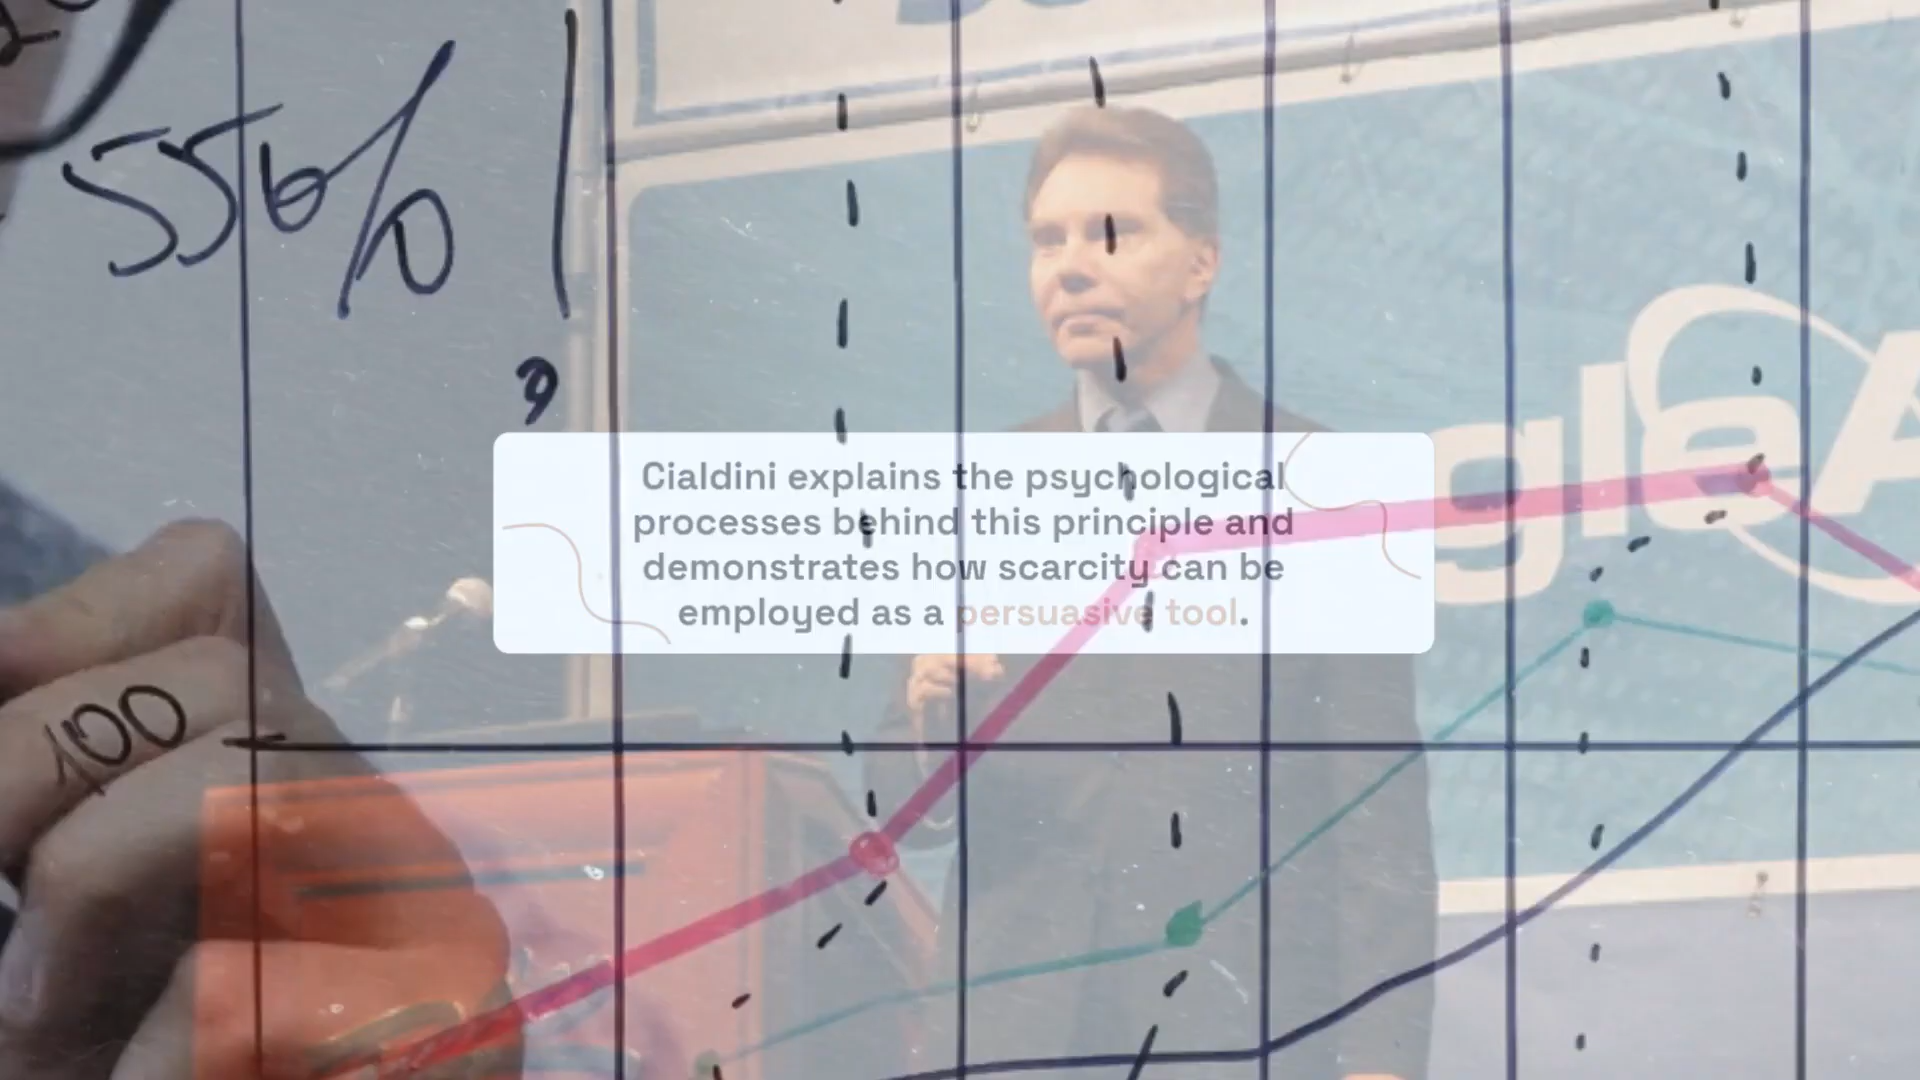 55%
Cialdini explains the psychological
processes behind this principle and
demonstrates how scarcity can be
employed as a persuasive tool.
100